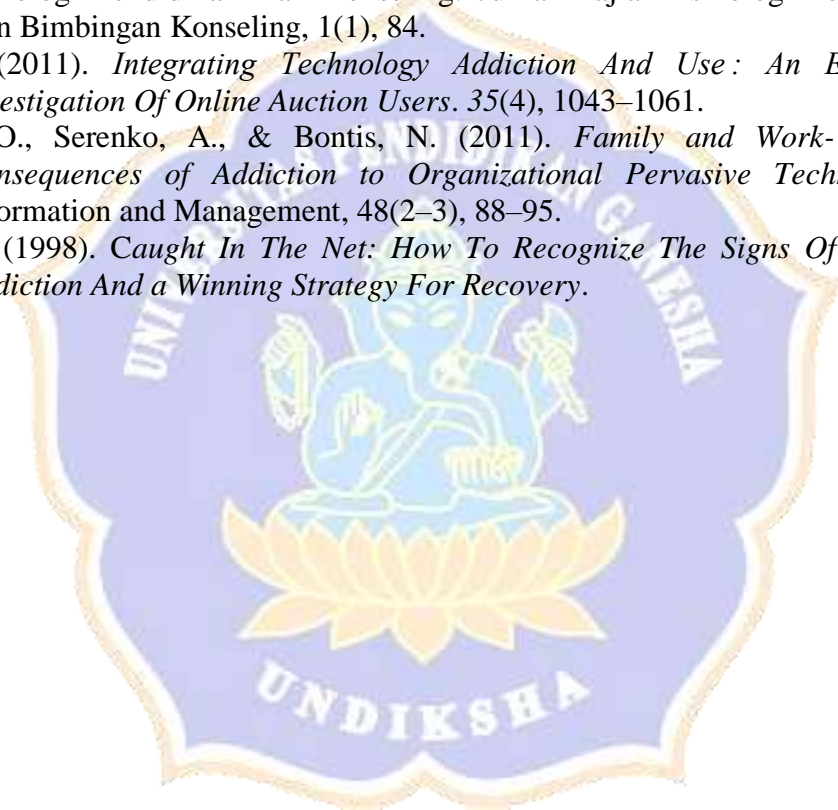 n Bimbingan Konseling, 1(1), 84.
(2011). Integrating Technology Addiction And Use : An E
estigation Of Online Auction Users. 35(4), 1043–1061.
O., Serenko, A., & Bontis, N. (2011). Family and Work-
nsequences of Addiction to Organizational Pervasive Tech
ormation and Management, 48(2–3), 88–95.
(1998). Caught In The Net: How To Recognize The Signs Of
diction And a Winning Strategy For Recovery.
UNIVERSITAS PENDIDIKAN GANESHA
UNDIKSHA